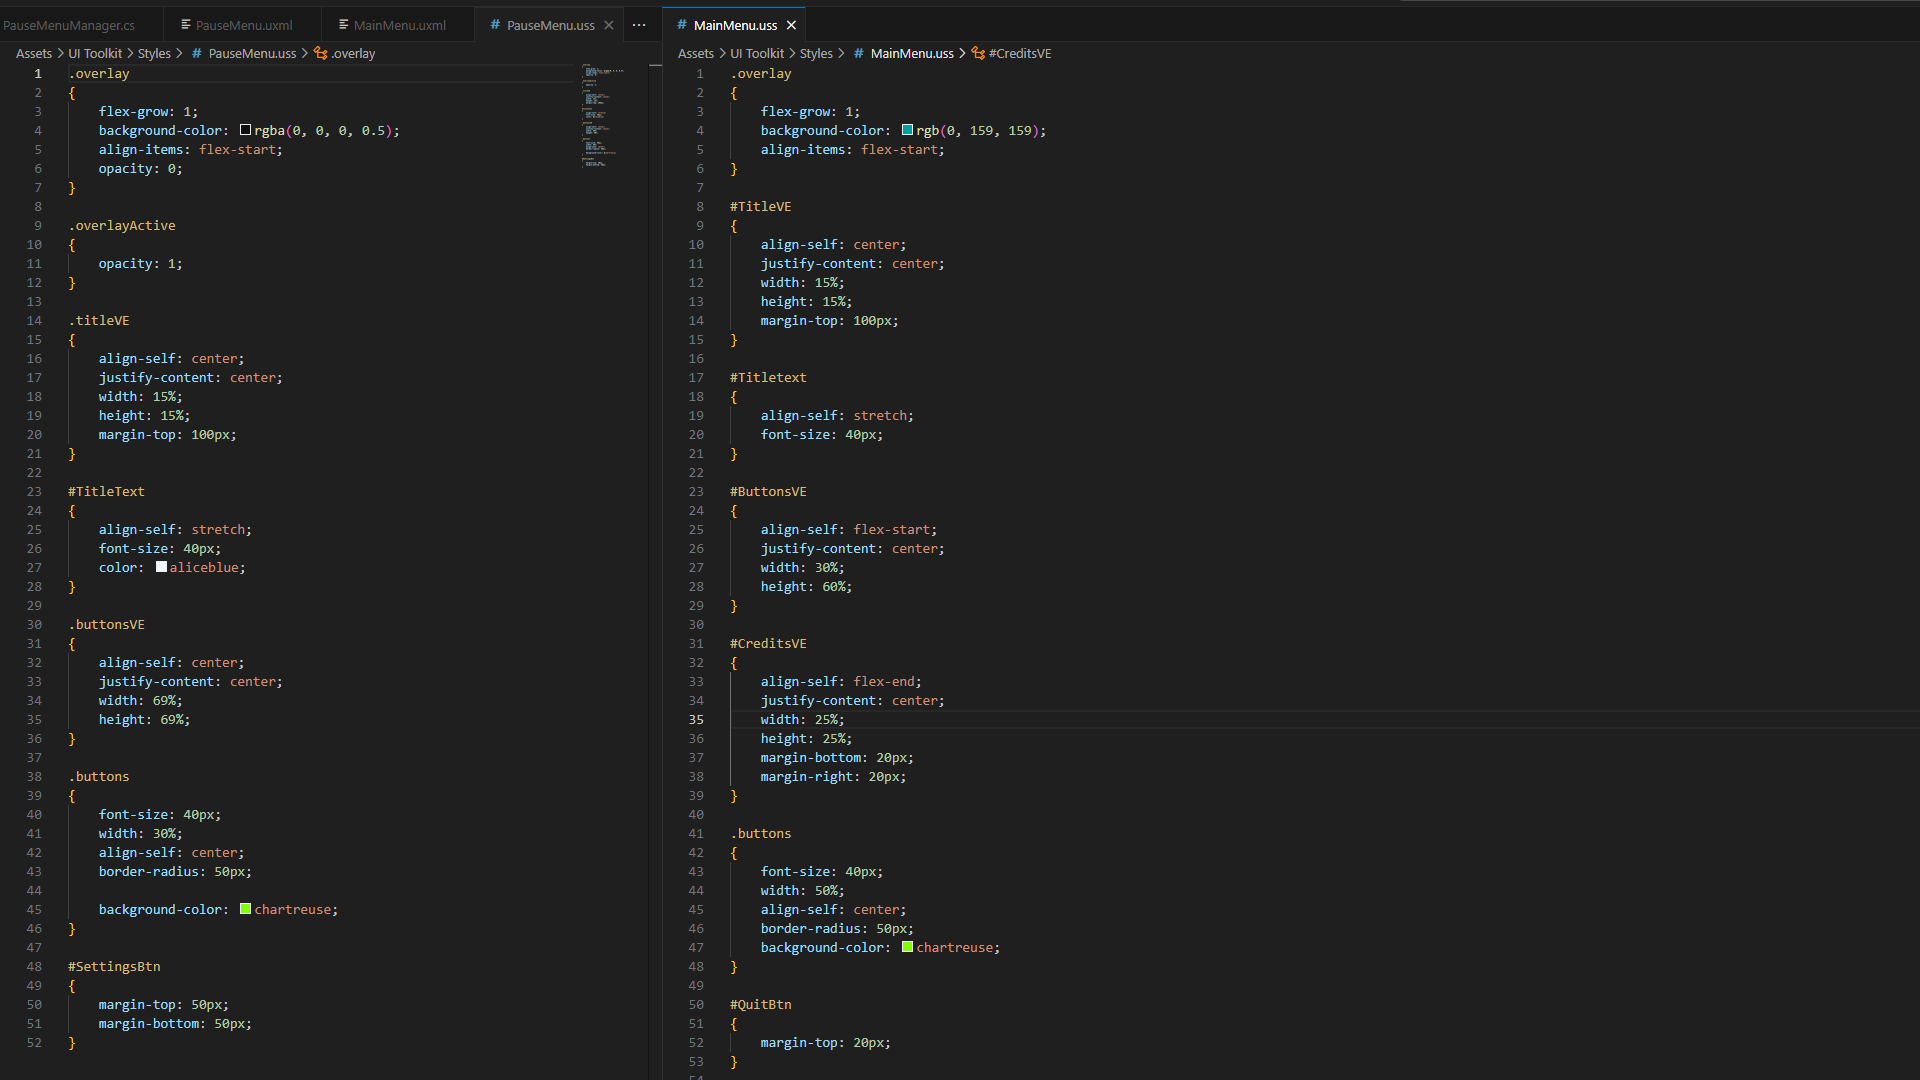 PauseMenuManager.cs
PauseMenu.uxml
MainMenu.uxml
# PauseMenu.uss ×
...
# MainMenu.uss ×
Assets > UI Toolkit > Styles > # PauseMenu.uss > .overlay
1 .overlay
2 {
3 flex-grow: 1;
4 background-color: rgba(0, 0, 0, 0.5);
5 align-items: flex-start;
6 opacity: 0;
7 }
8
9 .overlayActive
10 {
11 opacity: 1;
12 }
13
14 .titleVE
15 {
16 align-self: center;
17 justify-content: center;
18 width: 15%;
19 height: 15%;
20 margin-top: 100px;
21 }
22
23 #TitleText
24 {
25 align-self: stretch;
26 font-size: 40px;
27 color: aliceblue;
28 }
29
30 .buttonsVE
31 {
32 align-self: center;
33 justify-content: center;
34 width: 69%;
35 height: 69%;
36 }
37
38 .buttons
39 {
40 font-size: 40px;
41 width: 30%;
42 align-self: center;
43 border-radius: 50px;
44
45 background-color: chartreuse;
46 }
47
48 #SettingsBtn
49 {
50 margin-top: 50px;
51 margin-bottom: 50px;
52 }
Assets > UI Toolkit > Styles > # MainMenu.uss > #CreditsVE
1 .overlay
2 {
3 flex-grow: 1;
4 background-color: rgb(0, 159, 159);
5 align-items: flex-start;
6 }
7
8 #TitleVE
9 {
10 align-self: center;
11 justify-content: center;
12 width: 15%;
13 height: 15%;
14 margin-top: 100px;
15 }
16
17 #Titletext
18 {
19 align-self: stretch;
20 font-size: 40px;
21 }
22
23 #ButtonsVE
24 {
25 align-self: flex-start;
26 justify-content: center;
27 width: 30%;
28 height: 60%;
29 }
30
31 #CreditsVE
32 {
33 align-self: flex-end;
34 justify-content: center;
35 width: 25%;
36 height: 25%;
37 margin-bottom: 20px;
38 margin-right: 20px;
39 }
40
41 .buttons
42 {
43 font-size: 40px;
44 width: 50%;
45 align-self: center;
46 border-radius: 50px;
47 background-color: chartreuse;
48 }
49
50 #QuitBtn
51 {
52 margin-top: 20px;
53 }